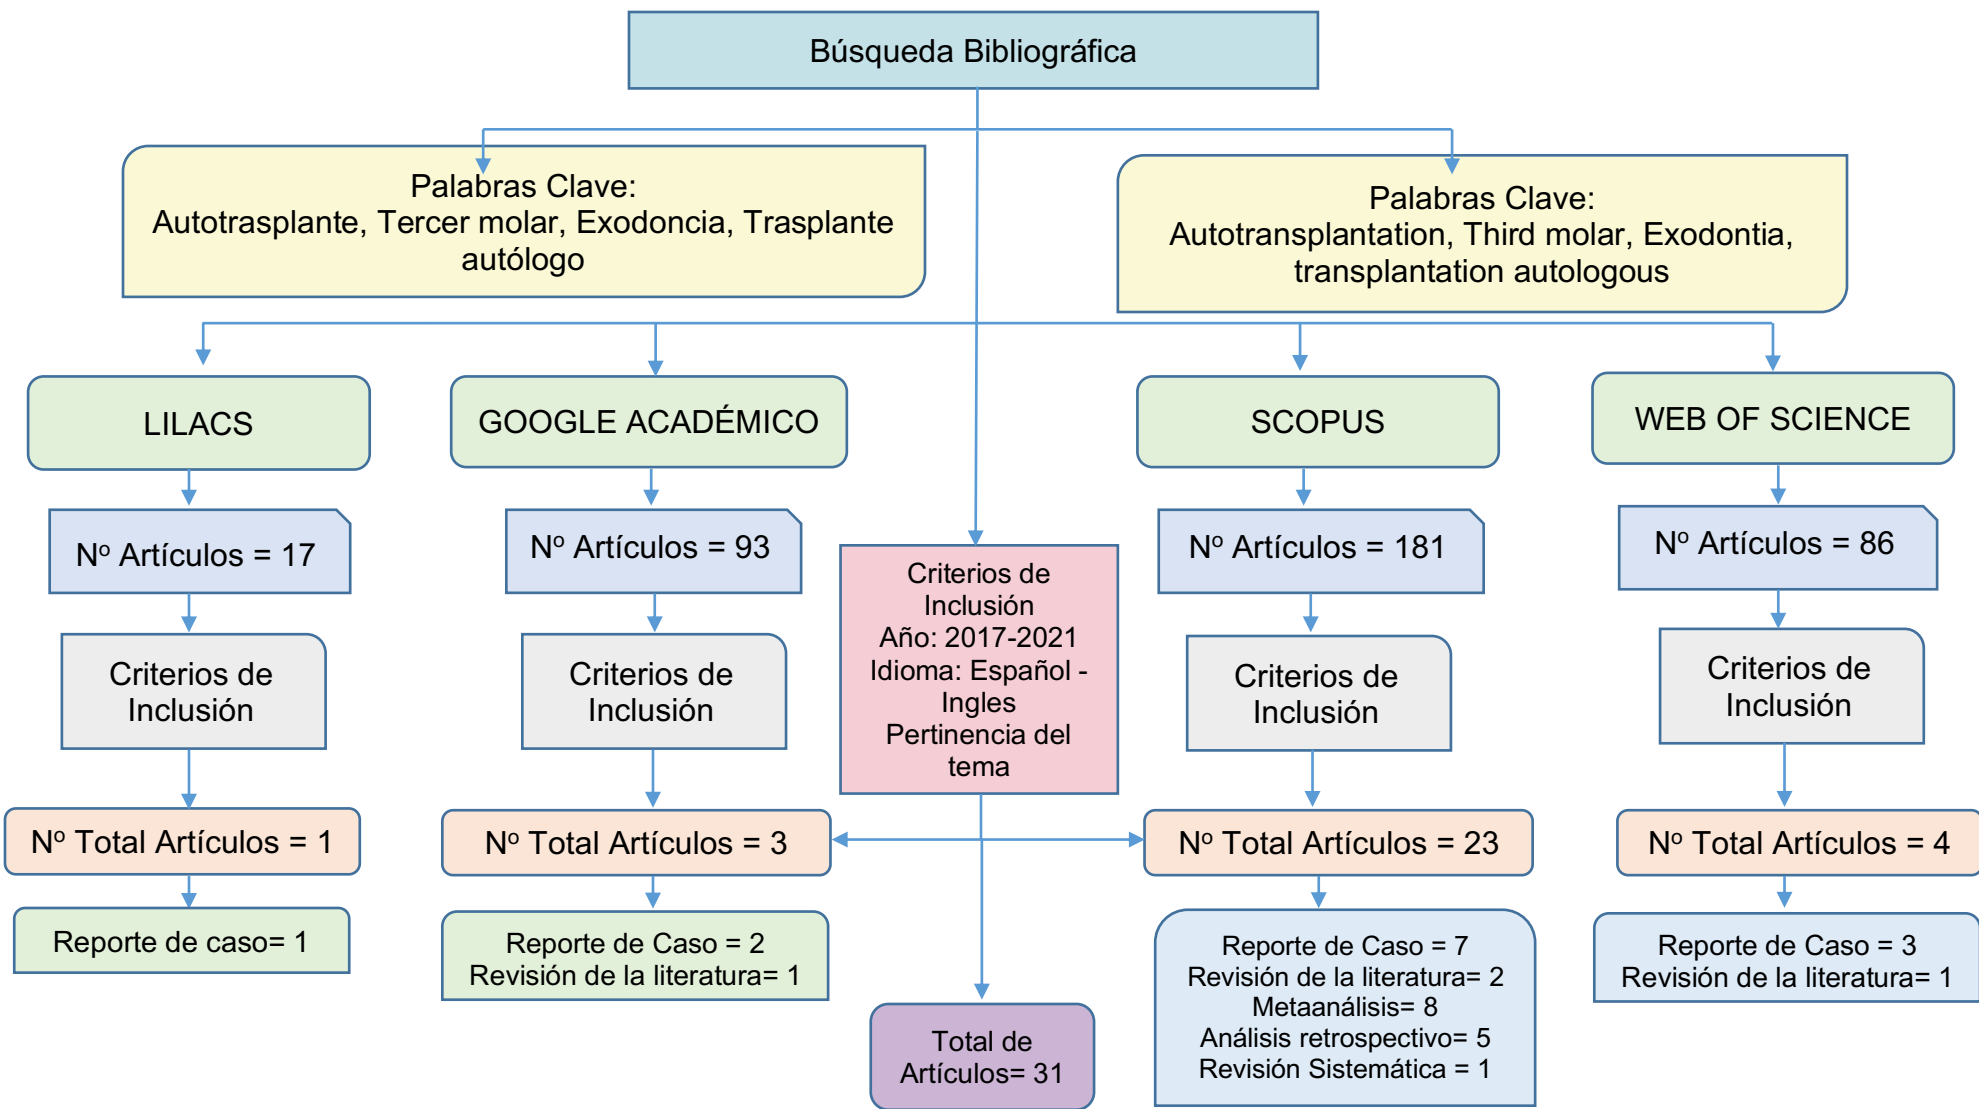 Búsqueda Bibliográfica
Palabras Clave:
Autotrasplante, Tercer molar, Exodoncia, Trasplante
autólogo
Palabras Clave:
Autotransplantation, Third molar, Exodontia,
transplantation autologous
LILACS
GOOGLE ACADÉMICO
SCOPUS
WEB OF SCIENCE
Nº Artículos = 17
Nº Artículos = 93
Nº Artículos = 181
Nº Artículos = 86
Criterios de
Inclusión
Criterios de
Inclusión
Criterios de
Inclusión
Año: 2017-2021
Idioma: Español -
Ingles
Pertinencia del
tema
Criterios de
Inclusión
Criterios de
Inclusión
Nº Total Artículos = 1
Nº Total Artículos = 3
Nº Total Artículos = 23
Nº Total Artículos = 4
Reporte de caso= 1
Reporte de Caso = 2
Revisión de la literatura= 1
Total de
Artículos= 31
Reporte de Caso = 7
Revisión de la literatura= 2
Metaanálisis= 8
Análisis retrospectivo= 5
Revisión Sistemática = 1
Reporte de Caso = 3
Revisión de la literatura= 1